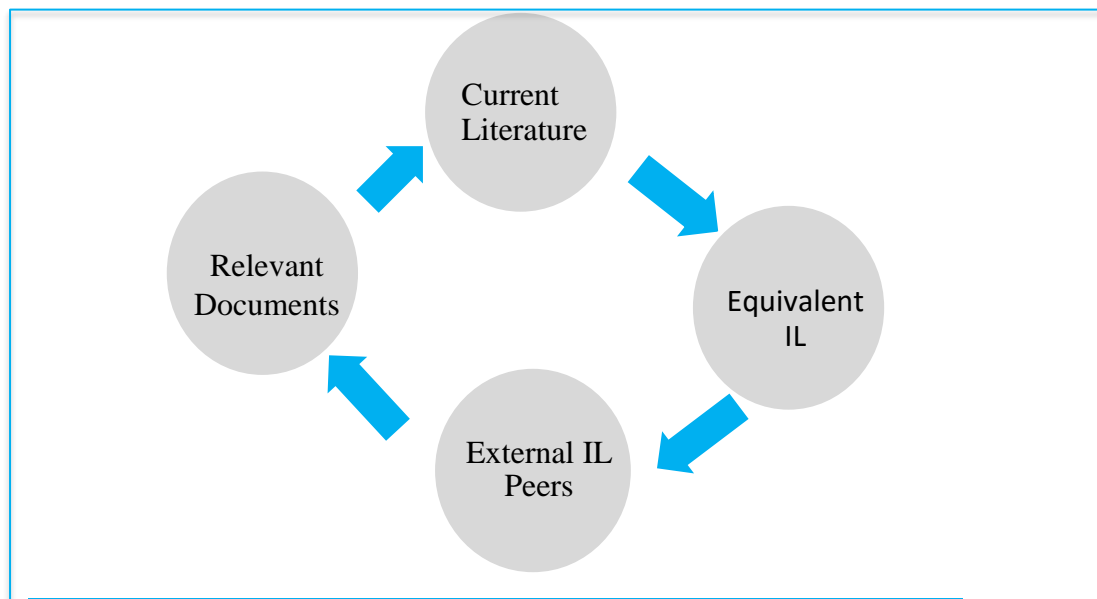 Current
Literature
Equivalent
IL
External IL
Peers
Relevant
Documents